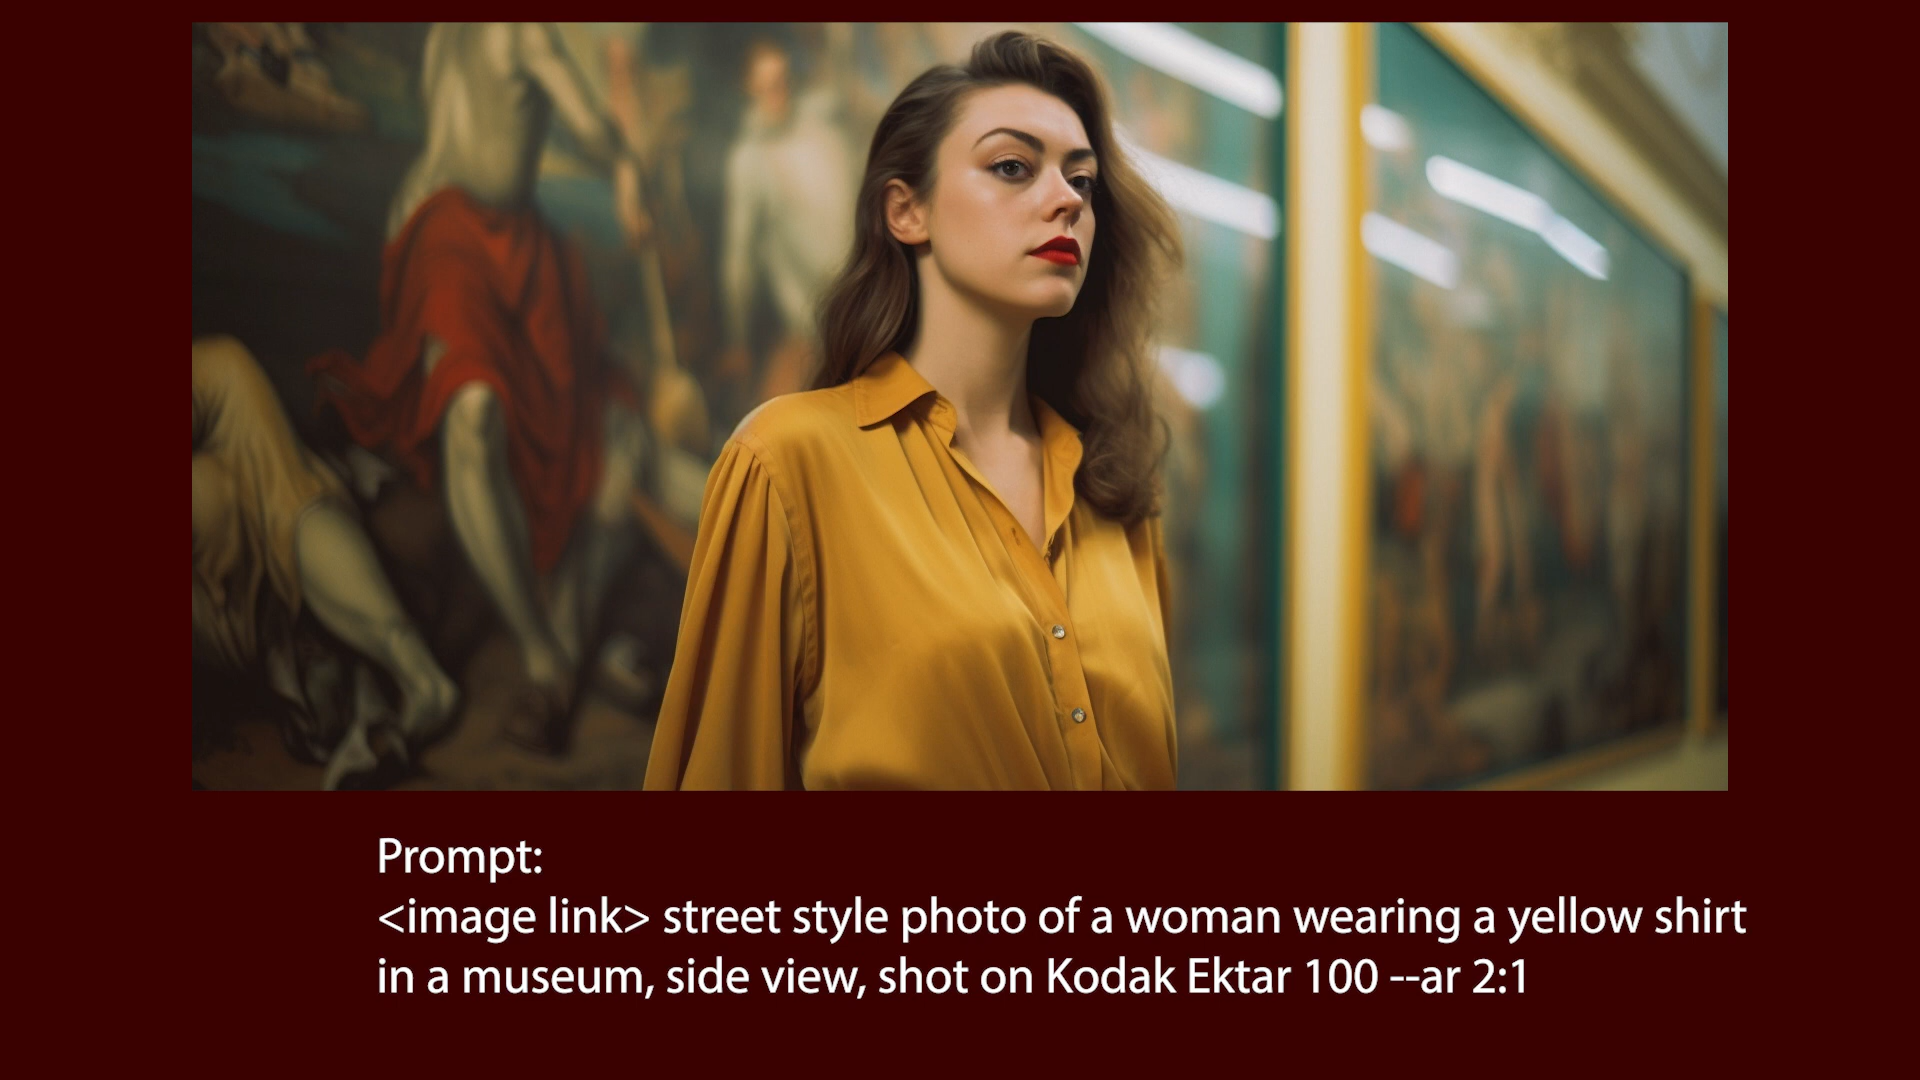 Prompt:
<image link> street style photo of a woman wearing a yellow shirt
in a museum, side view, shot on Kodak Ektar 100 --ar 2:1